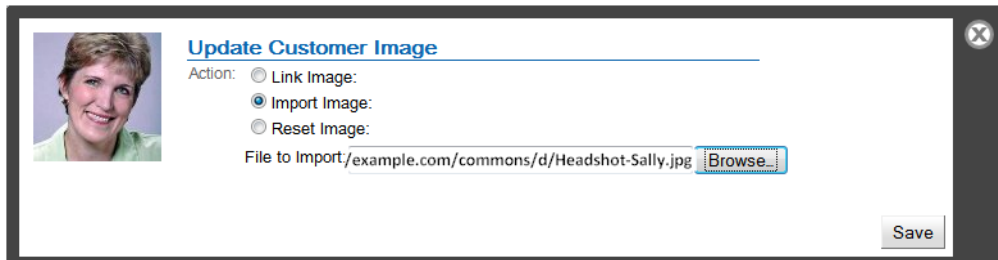 Update Customer Image
Action: Link Image:
Import Image:
Reset Image:
File to Import:/example.com/commons/d/Headshot-Sally.jpg Browse...
Save